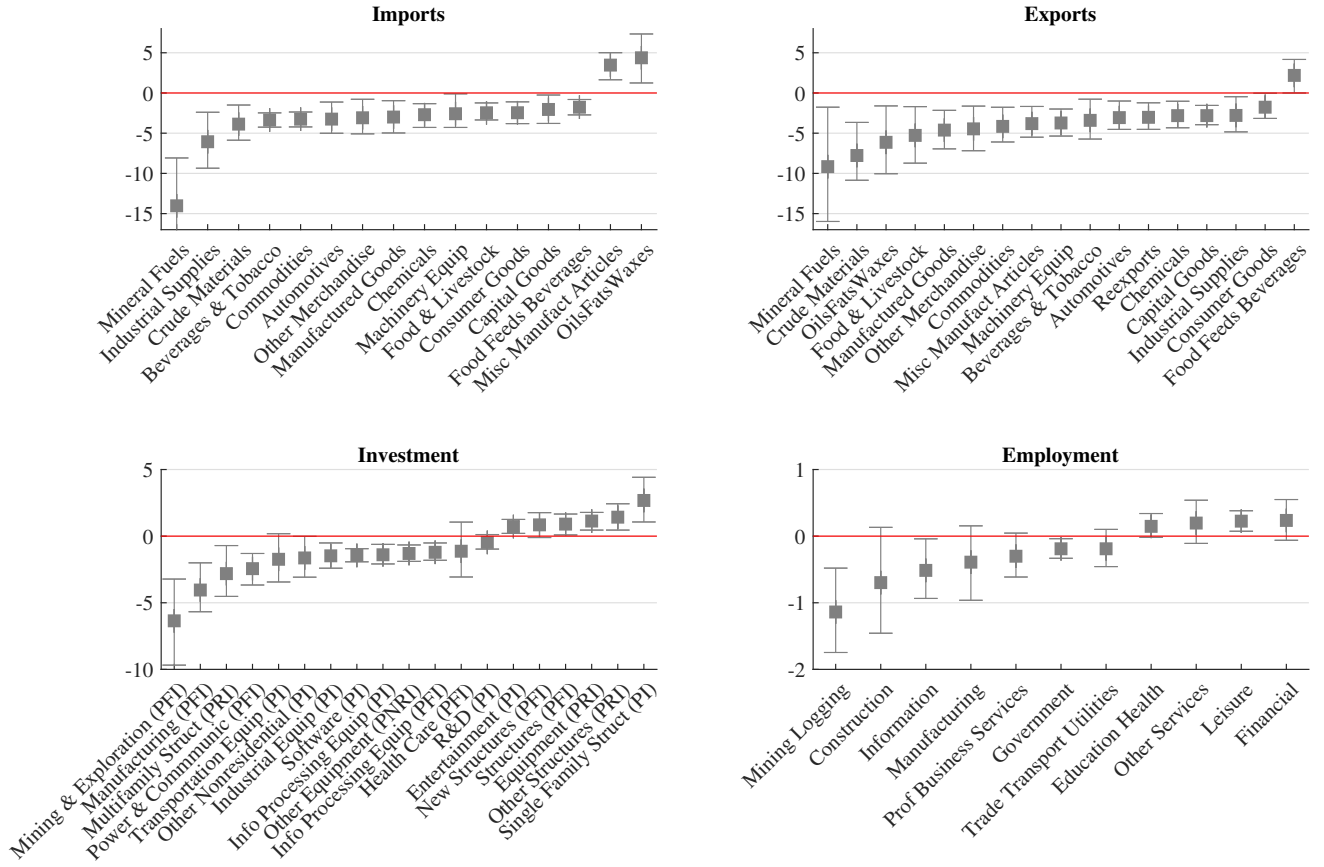 Imports
5
0
-5
-10
-15
Mineral Fuels
Industrial Supplies
Crude Materials
Beverages & Tobacco
Commodities
Automotives
Other Merchandise
Manufactured Goods
Chemicals
Machinery Equip
Food & Livestock
Consumer Goods
Capital Goods
Food Feeds Beverages
Misc Manufact Articles
OilsFatsWaxes
Exports
5
0
-5
-10
-15
Mineral Fuels
Crude Materials
OilsFatsWaxes
Food & Livestock
Manufactured Goods
Other Merchandise
Commodities
Misc Manufact Articles
Machinery Equip
Beverages & Tobacco
Automotives
Reexports
Chemicals
Capital Goods
Industrial Supplies
Consumer Goods
Food Feeds Beverages
Investment
5
0
-5
-10
Mining & Exploration (PFI)
Manufacturing (PFI)
Multifamily Struct (PRI)
Power & Communic (PFI)
Transportation Equip (PI)
Other Nonresidential (PI)
Industrial Equip (PI)
Software (PI)
Info Processing Equip (PI)
Other Equipment (PNRI)
Info Processing Equip (PFI)
Health Care (PFI)
R&D (PI)
Entertainment (PI)
New Structures (PFI)
Structures (PFI)
Equipment (PRI)
Other Structures (PRI)
Single Family Struct (PI)
Employment
1
0
-1
-2
Mining Logging
Construction
Information
Manufacturing
Prof Business Services
Government
Trade Transport Utilities
Education Health
Other Services
Leisure
Financial